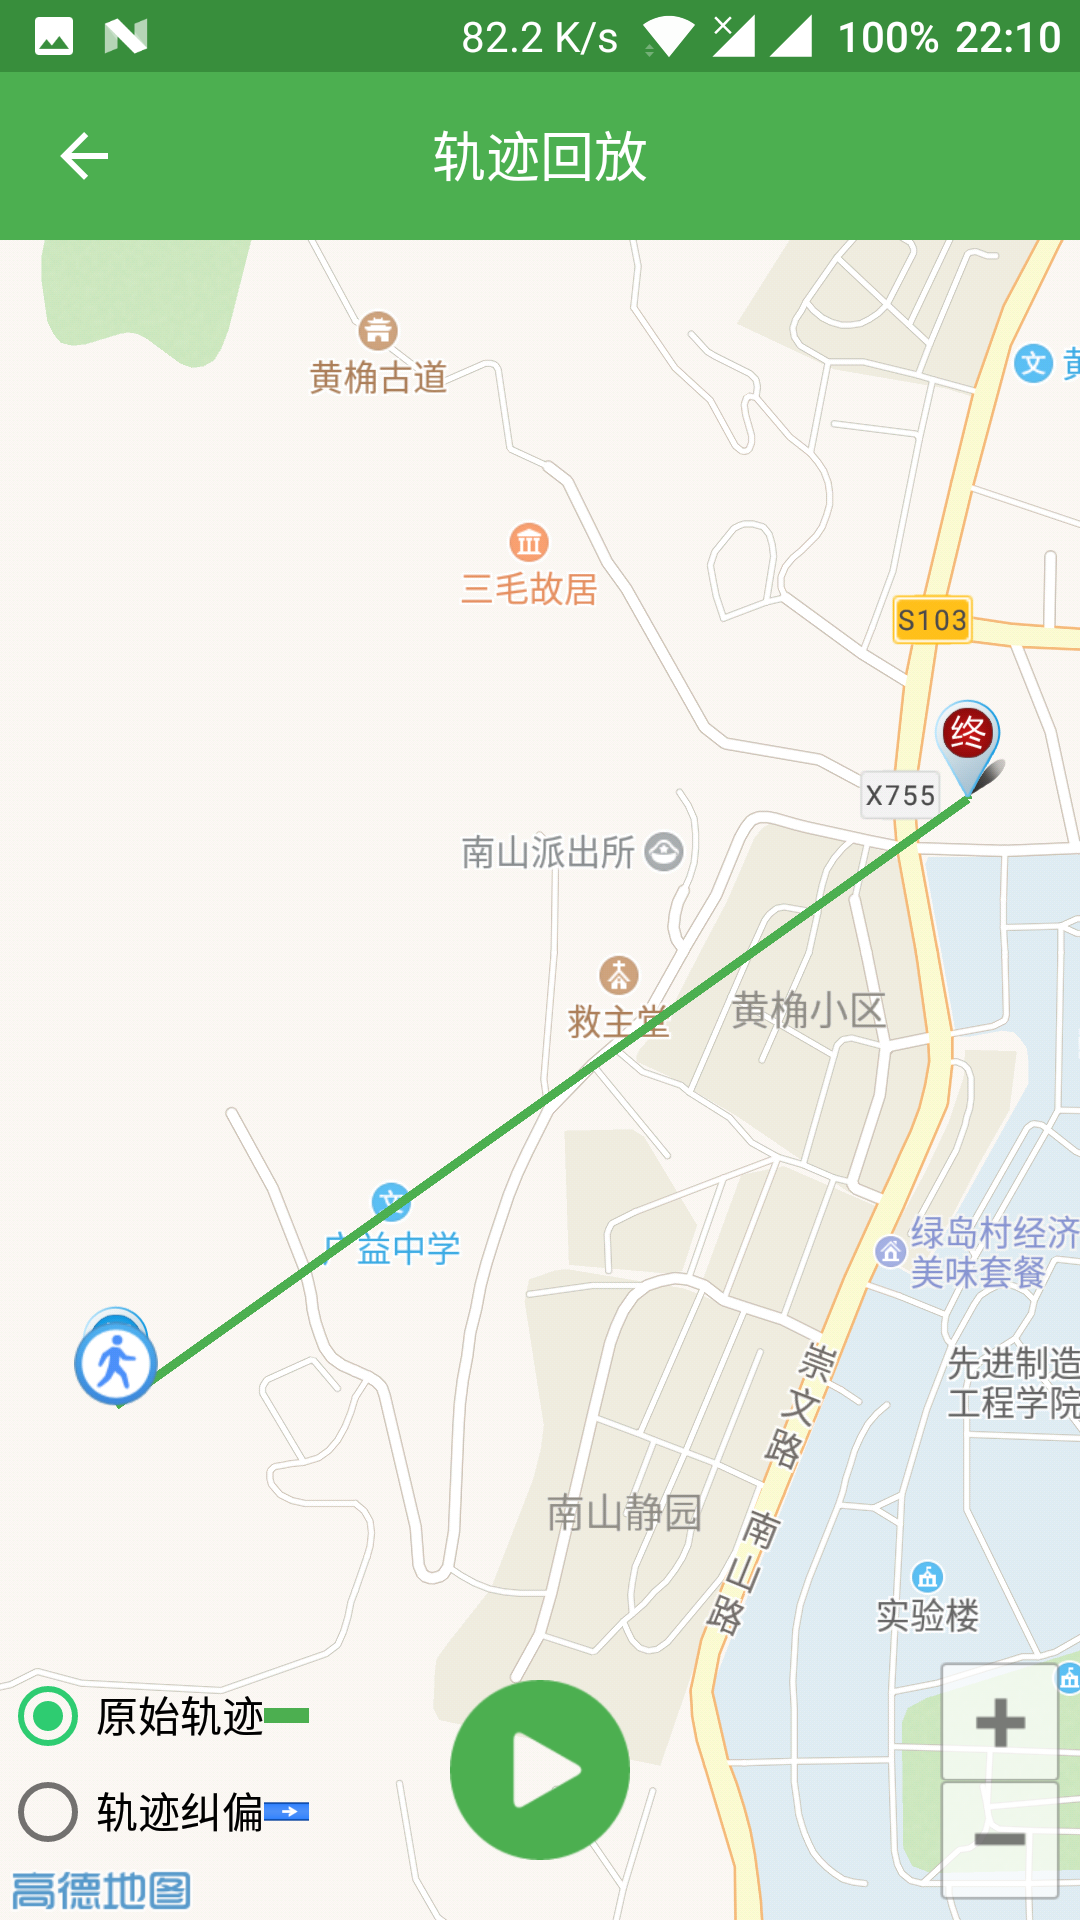 82.2 K/s 100% 22:10
轨迹回放
黄桷古道
文 黄
三毛故居
S103
终
X755
南山派出所
救主堂
黄桷小区
文
广益中学
绿岛村经济
美味套餐
先进制造
工程学院
崇文路
南山静园
南山路
实验楼
原始轨迹
轨迹纠偏
高德地图